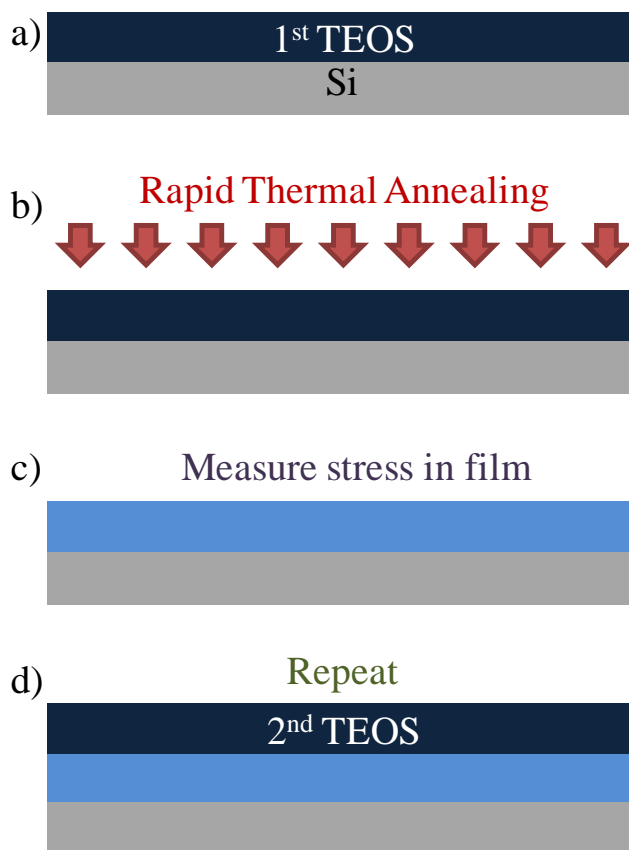 a)
1st TEOS
Si
b)
Rapid Thermal Annealing
c)
Measure stress in film
d)
Repeat
2nd TEOS